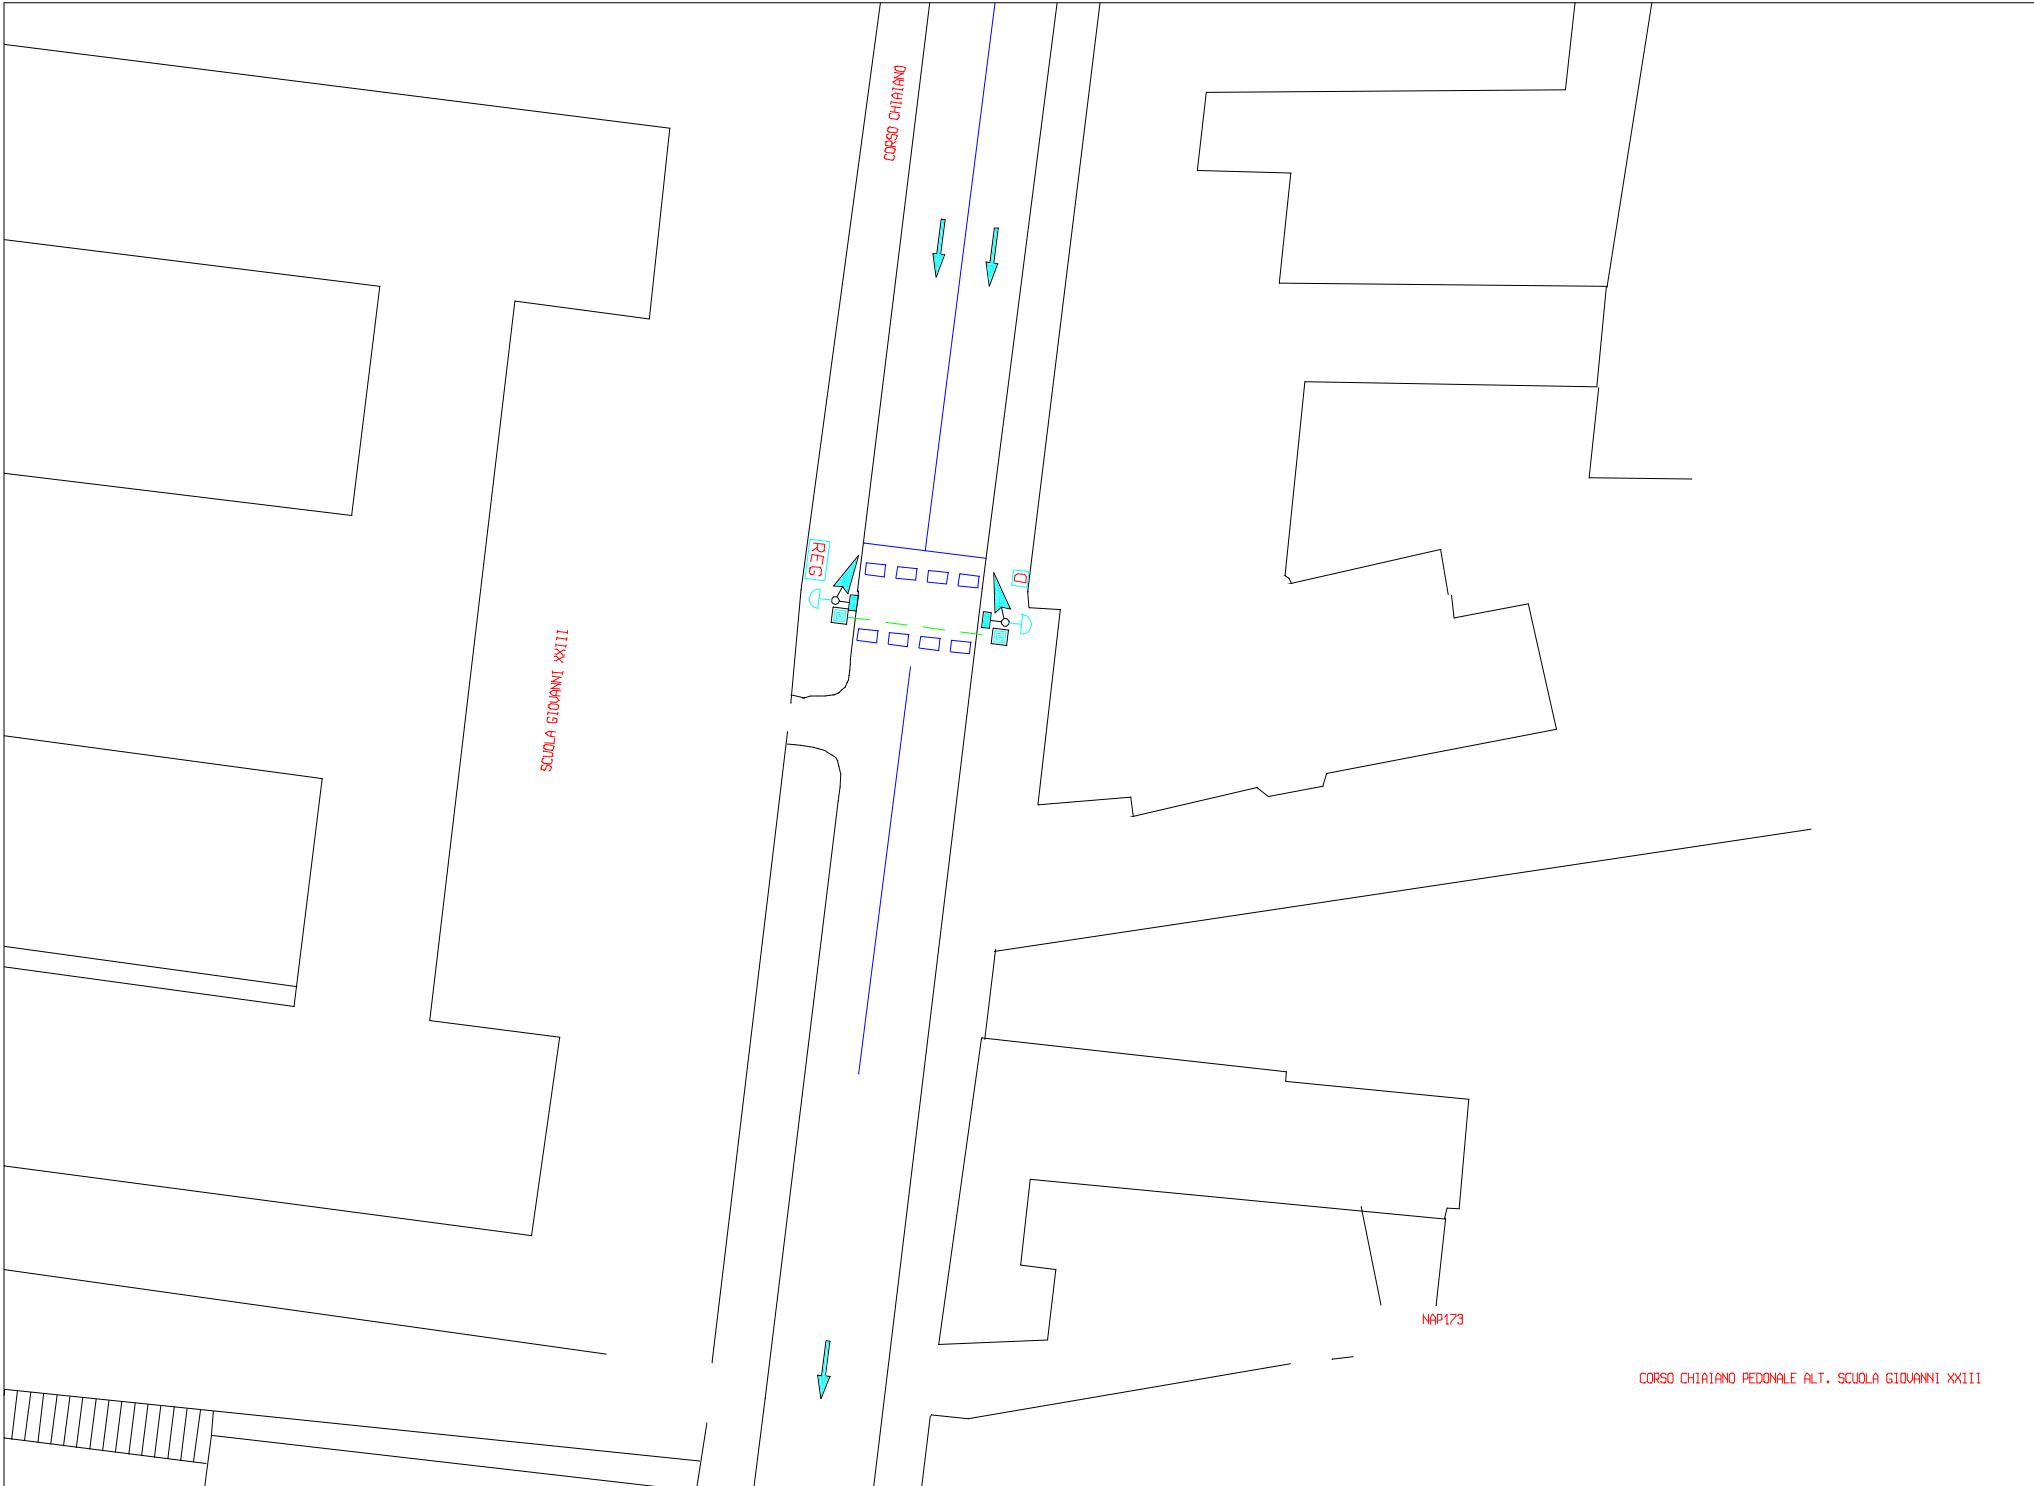 CORSO CHIAIANO
REG
D
SCUOLA GIOVANNI XXIII
NAP173
CORSO CHIAIANO PEDONALE ALT. SCUOLA GIOVANNI XXIII